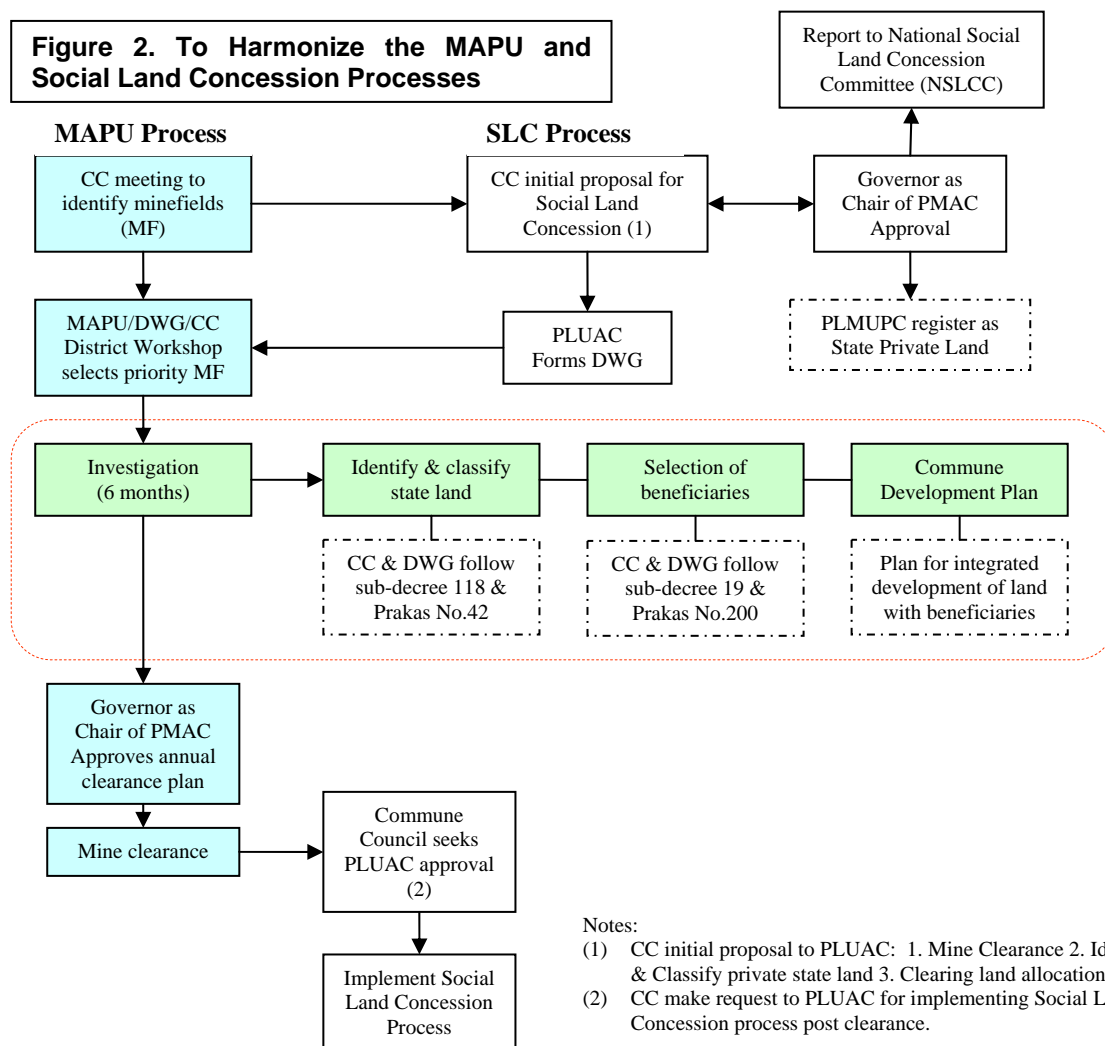 Figure 2. To Harmonize the MAPU and
Social Land Concession Processes
Report to National Social
Land Concession
Committee (NSLCC)
MAPU Process
SLC Process
CC meeting to
identify minefields
(MF)
CC initial proposal for
Social Land
Concession (1)
Governor as
Chair of PMAC
Approval
MAPU/DWG/CC
District Workshop
selects priority MF
PLUAC
Forms DWG
PLMUPC register as
State Private Land
Investigation
(6 months)
Identify & classify
state land
Selection of
beneficiaries
Commune
Development Plan
CC & DWG follow
sub-decree 118 &
Prakas No.42
CC & DWG follow
sub-decree 19 &
Prakas No.200
Plan for integrated
development of land
with beneficiaries
Governor as
Chair of PMAC
Approves annual
clearance plan
Mine clearance
Commune
Council seeks
PLUAC approval
(2)
Implement Social
Land Concession
Process
Notes:
(1) CC initial proposal to PLUAC: 1. Mine Clearance 2.
& Classify private state land 3. Clearing land allocation
(2) CC make request to PLUAC for implementing Social
Concession process post clearance.